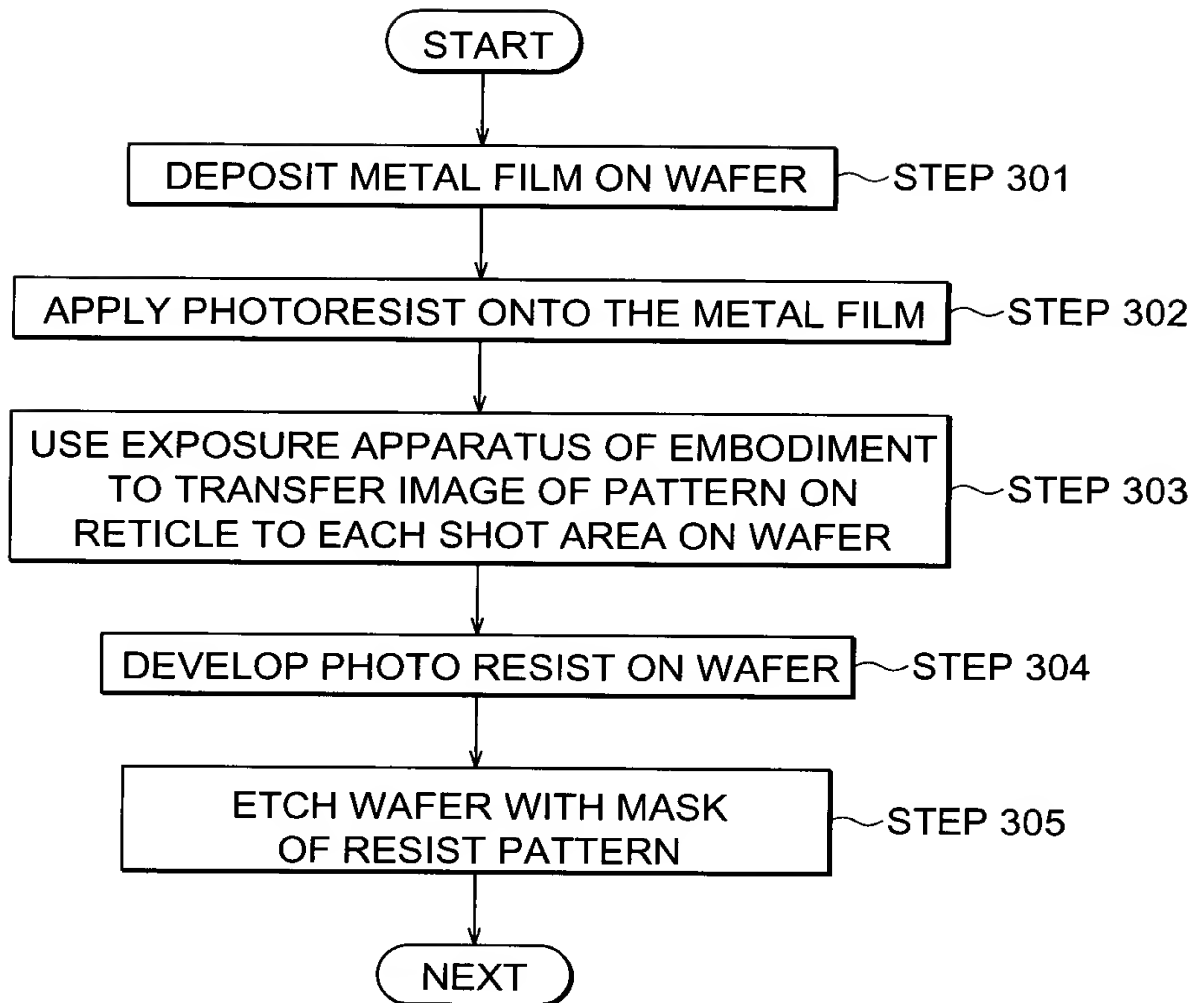 START
DEPOSIT METAL FILM ON WAFER
STEP 301
APPLY PHOTORESIST ONTO THE METAL FILM
STEP 302
USE EXPOSURE APPARATUS OF EMBODIMENT
TO TRANSFER IMAGE OF PATTERN ON
RETICLE TO EACH SHOT AREA ON WAFER
STEP 303
DEVELOP PHOTO RESIST ON WAFER
STEP 304
ETCH WAFER WITH MASK
OF RESIST PATTERN
STEP 305
NEXT